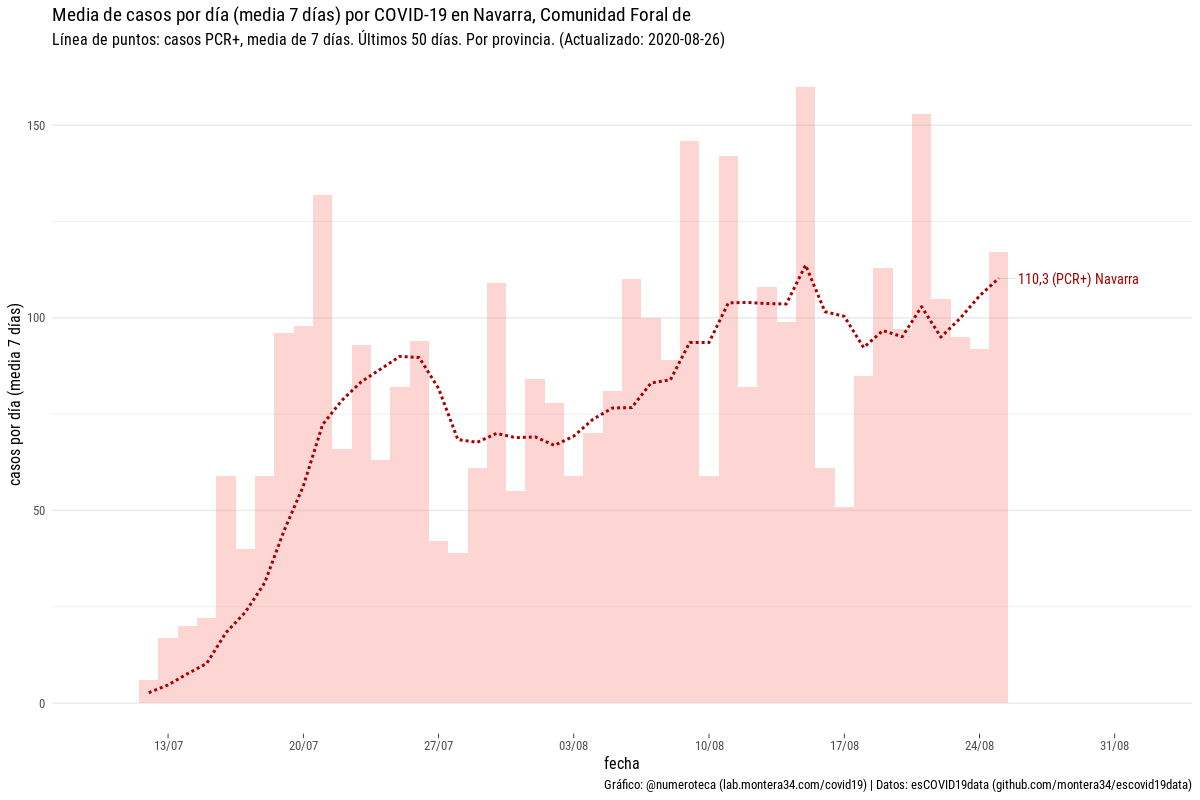 Media de casos por día (media 7 días) por COVID-19 en Navarra, Comunidad Foral de
Línea de puntos: casos PCR+, media de 7 días. Últimos 50 días. Por provincia. (Actualizado: 2020-08-26)
casos por día (media 7 días)
150
100
50
0
110,3 (PCR+) Navarra
13/07
20/07
27/07
03/08
10/08
17/08
24/08
31/08
fecha
Gráfico: @numeroteca (lab.montera34.com/covid19) | Datos: esCOVID19data (github.com/montera34/escovid19data)